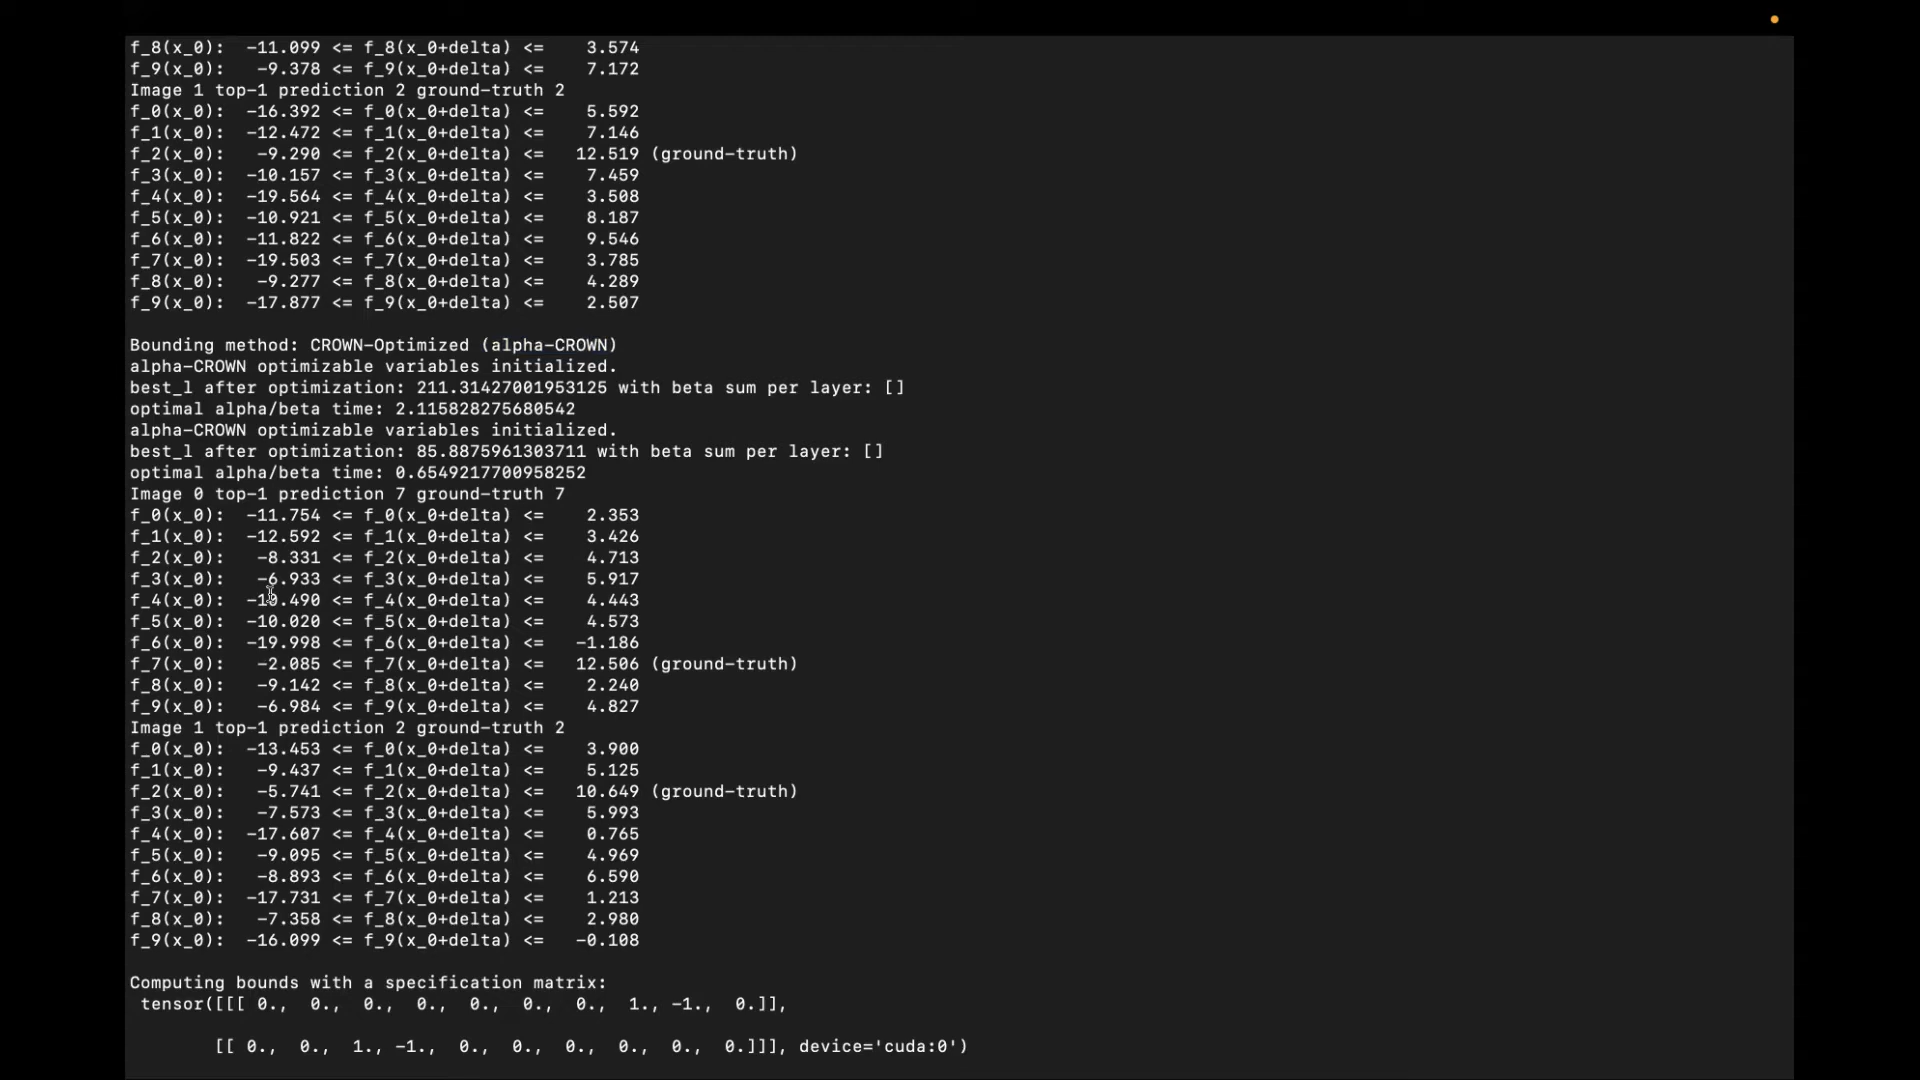 f_8(x_0):  -11.099 <= f_8(x_0+delta) <=    3.574
f_9(x_0):   -9.378 <= f_9(x_0+delta) <=    7.172
Image 1 top-1 prediction 2 ground-truth 2
f_0(x_0):  -16.392 <= f_0(x_0+delta) <=    5.592
f_1(x_0):  -12.472 <= f_1(x_0+delta) <=    7.146
f_2(x_0):   -9.290 <= f_2(x_0+delta) <=   12.519 (ground-truth)
f_3(x_0):  -10.157 <= f_3(x_0+delta) <=    7.459
f_4(x_0):  -19.564 <= f_4(x_0+delta) <=    3.508
f_5(x_0):  -10.921 <= f_5(x_0+delta) <=    8.187
f_6(x_0):  -11.822 <= f_6(x_0+delta) <=    9.546
f_7(x_0):  -19.503 <= f_7(x_0+delta) <=    3.785
f_8(x_0):   -9.277 <= f_8(x_0+delta) <=    4.289
f_9(x_0):  -17.877 <= f_9(x_0+delta) <=    2.507
Bounding method: CROWN-Optimized (alpha-CROWN)
alpha-CROWN optimizable variables initialized.
best_l after optimization: 211.31427001953125 with beta sum per layer: []
optimal alpha/beta time: 2.115828275680542
alpha-CROWN optimizable variables initialized.
best_l after optimization: 85.8875961303711 with beta sum per layer: []
optimal alpha/beta time: 0.6549217700958252
Image 0 top-1 prediction 7 ground-truth 7
f_0(x_0):  -11.754 <= f_0(x_0+delta) <=    2.353
f_1(x_0):  -12.592 <= f_1(x_0+delta) <=    3.426
f_2(x_0):   -8.331 <= f_2(x_0+delta) <=    4.713
f_3(x_0):   -6.933 <= f_3(x_0+delta) <=    5.917
f_4(x_0):  -10.490 <= f_4(x_0+delta) <=    4.443
f_5(x_0):  -10.020 <= f_5(x_0+delta) <=    4.573
f_6(x_0):  -19.998 <= f_6(x_0+delta) <=   -1.186
f_7(x_0):   -2.085 <= f_7(x_0+delta) <=   12.506 (ground-truth)
f_8(x_0):   -9.142 <= f_8(x_0+delta) <=    2.240
f_9(x_0):   -6.984 <= f_9(x_0+delta) <=    4.827
Image 1 top-1 prediction 2 ground-truth 2
f_0(x_0):  -13.453 <= f_0(x_0+delta) <=    3.900
f_1(x_0):   -9.437 <= f_1(x_0+delta) <=    5.125
f_2(x_0):   -5.741 <= f_2(x_0+delta) <=   10.649 (ground-truth)
f_3(x_0):   -7.573 <= f_3(x_0+delta) <=    5.993
f_4(x_0):  -17.607 <= f_4(x_0+delta) <=    0.765
f_5(x_0):   -9.095 <= f_5(x_0+delta) <=    4.969
f_6(x_0):   -8.893 <= f_6(x_0+delta) <=    6.590
f_7(x_0):  -17.731 <= f_7(x_0+delta) <=    1.213
f_8(x_0):   -7.358 <= f_8(x_0+delta) <=    2.980
f_9(x_0):  -16.099 <= f_9(x_0+delta) <=   -0.108
Computing bounds with a specification matrix:
 tensor([[[ 0.,  0.,  0.,  0.,  0.,  0.,  0.,  1., -1.,  0.]],
        [[ 0.,  0.,  1., -1.,  0.,  0.,  0.,  0.,  0.,  0.]]], device='cuda:0')